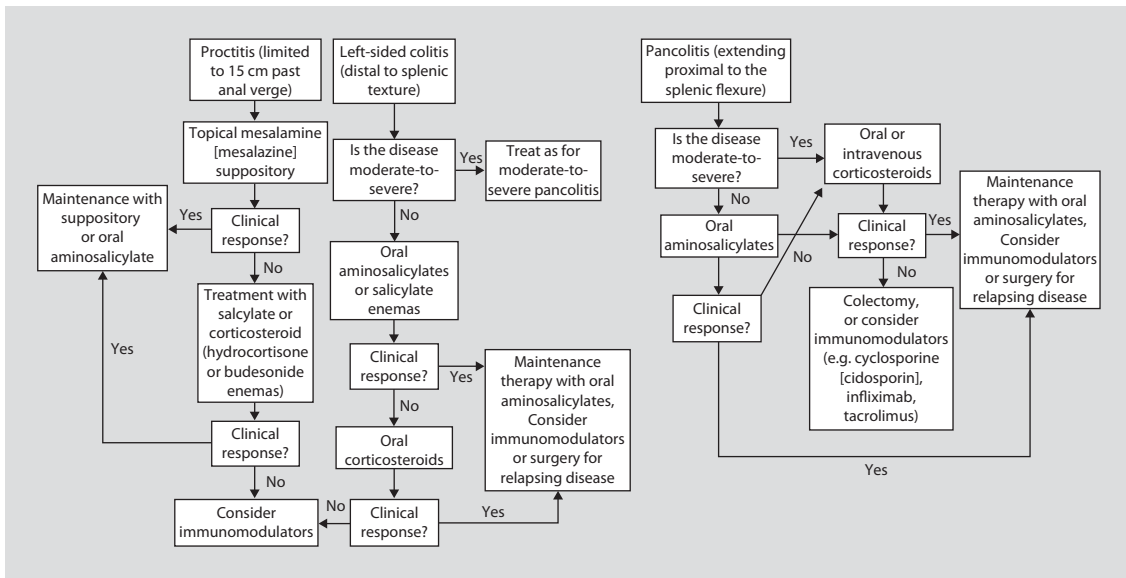 Proctitis (limited
to 15 cm past
anal verge)
Topical mesalamine
[mesalazine]
suppository
Clinical
response?
Yes
Maintenance with
suppository
or oral
aminosalicylate
No
Treatment with
salcylate or
corticosteroid
(hydrocortisone
or budesonide
enemas)
Yes
Clinical
response?
No
Consider
immunomodulators
Left-sided colitis
(distal to splenic
texture)
Is the disease
moderate-to-
severe?
Yes
Treat as for
moderate-to-
severe pancolitis
No
Oral
aminosalicylates
or salicylate
enemas
Clinical
response?
Yes
Maintenance
therapy with oral
aminosalicylates,
Consider
immunomodulators
or surgery for
relapsing disease
No
Oral
corticosteroids
Clinical
response?
No
Yes
Pancolitis (extending
proximal to the
splenic flexure)
Is the disease
moderate-to-
severe?
Yes
Oral or
intravenous
corticosteroids
No
Oral
aminosalicylates
No
Clinical
response?
Clinical
response?
Yes
Maintenance
therapy with oral
aminosalicylates,
Consider
immunomodulators
or surgery for
relapsing disease
No
Colectomy,
or consider
immunomodulators
(e.g. cyclosporine
[cidosporin],
infliximab,
tacrolimus)
Yes